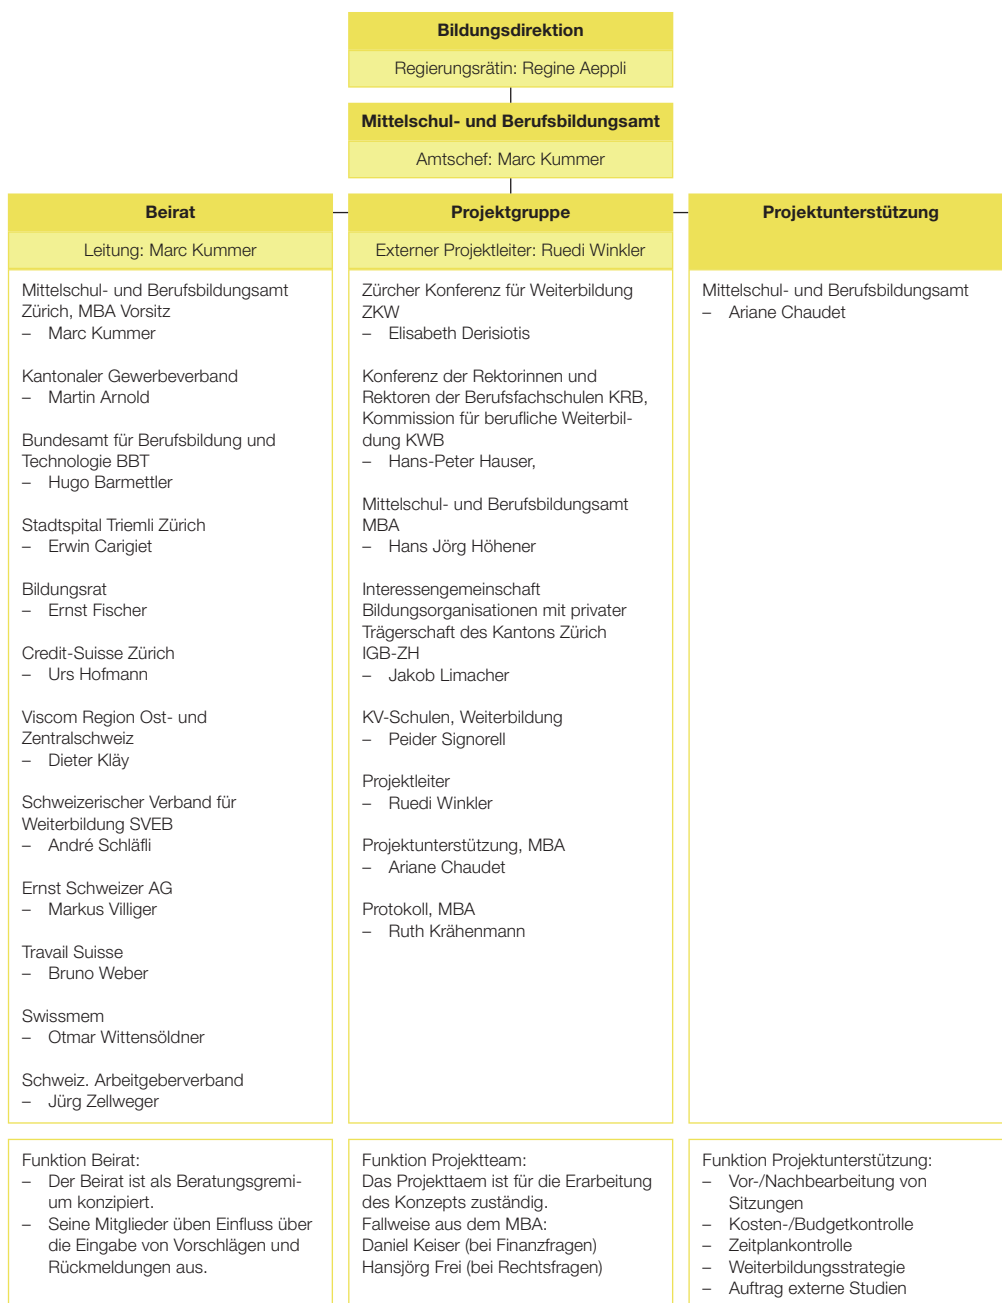 Bildungsdirektion
Regierungsrätin: Regine Aeppli
Mittelschul- und Berufsbildungsamt
Amtschef: Marc Kummer
Beirat
Leitung: Marc Kummer
Mittelschul- und Berufsbildungsamt
Zürich, MBA Vorsitz
– Marc Kummer
Kantonaler Gewerbeverband
– Martin Arnold
Bundesamt für Berufsbildung und
Technologie BBT
– Hugo Barmettler
Stadtspital Triemli Zürich
– Erwin Carigiet
Bildungsrat
– Ernst Fischer
Credit-Suisse Zürich
– Urs Hofmann
Viscom Region Ost- und
Zentralschweiz
– Dieter Kläy
Schweizerischer Verband für
Weiterbildung SVEB
– André Schläfli
Ernst Schweizer AG
– Markus Villiger
Travail Suisse
– Bruno Weber
Swissmem
– Otmar Wittensöldner
Schweiz. Arbeitgeberverband
– Jürg Zellweger
Funktion Beirat:
– Der Beirat ist als Beratungsgremi-
um konzipiert.
– Seine Mitglieder üben Einfluss über
die Eingabe von Vorschlägen und
Rückmeldungen aus.
Projektgruppe
Externer Projektleiter: Ruedi Winkler
Zürcher Konferenz für Weiterbildung
ZKW
– Elisabeth Derisiotis
Konferenz der Rektorinnen und
Rektoren der Berufsfachschulen KRB,
Kommission für berufliche Weiterbil-
dung KWB
– Hans-Peter Hauser,
Mittelschul- und Berufsbildungsamt
MBA
– Hans Jörg Höhener
Interessengemeinschaft
Bildungsorganisationen mit privater
Trägerschaft des Kantons Zürich
IGB-ZH
– Jakob Limacher
KV-Schulen, Weiterbildung
– Peider Signorell
Projektleiter
– Ruedi Winkler
Projektunterstützung, MBA
– Ariane Chaudet
Protokoll, MBA
– Ruth Krähenmann
Funktion Projektteam:
Das Projekttaem ist für die Erarbeitung
des Konzepts zuständig.
Fallweise aus dem MBA:
Daniel Keiser (bei Finanzfragen)
Hansjörg Frei (bei Rechtsfragen)
Projektunterstützung
Mittelschul- und Berufsbildungsamt
– Ariane Chaudet
Funktion Projektunterstützung:
– Vor-/Nachbearbeitung von
Sitzungen
– Kosten-/Budgetkontrolle
– Zeitplankontrolle
– Weiterbildungsstrategie
– Auftrag externe Studien